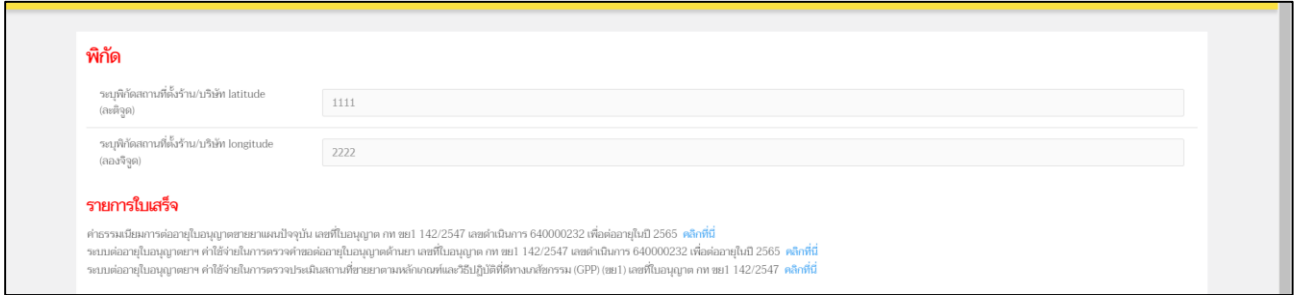 พิกัด
ระบุพิกัดสถานที่ตั้งร้าน/บริษัท latitude
(ละติจูด)
1111
ระบุพิกัดสถานที่ตั้งร้าน/บริษัท longitude
(ลองจิจูด)
2222
รายการใบเสร็จ
ค่าธรรมเนียมการต่ออายุใบอนุญาตขายยาแผนปัจจุบัน เลขที่ใบอนุญาต กท ขย1 142/2547 เลขดำเนินการ 640000232 เพื่อต่ออายุในปี 2565 คลิกที่นี่
ระบบต่ออายุใบอนุญาตยาฯ ค่าใช้จ่ายในการตรวจคำขอต่ออายุใบอนุญาตด้านยา เลขที่ใบอนุญาต กท ขย1 142/2547 เลขดำเนินการ 640000232 เพื่อต่ออายุในปี 2565 คลิกที่นี่
ระบบต่ออายุใบอนุญาตยาฯ ค่าใช้จ่ายในการตรวจประเมินสถานที่ขายยาตามหลักเกณฑ์และวิธีปฏิบัติที่ดีทางเภสัชกรรม (GPP) (ขย1) เลขที่ใบอนุญาต กท ขย1 142/2547 คลิกที่นี่